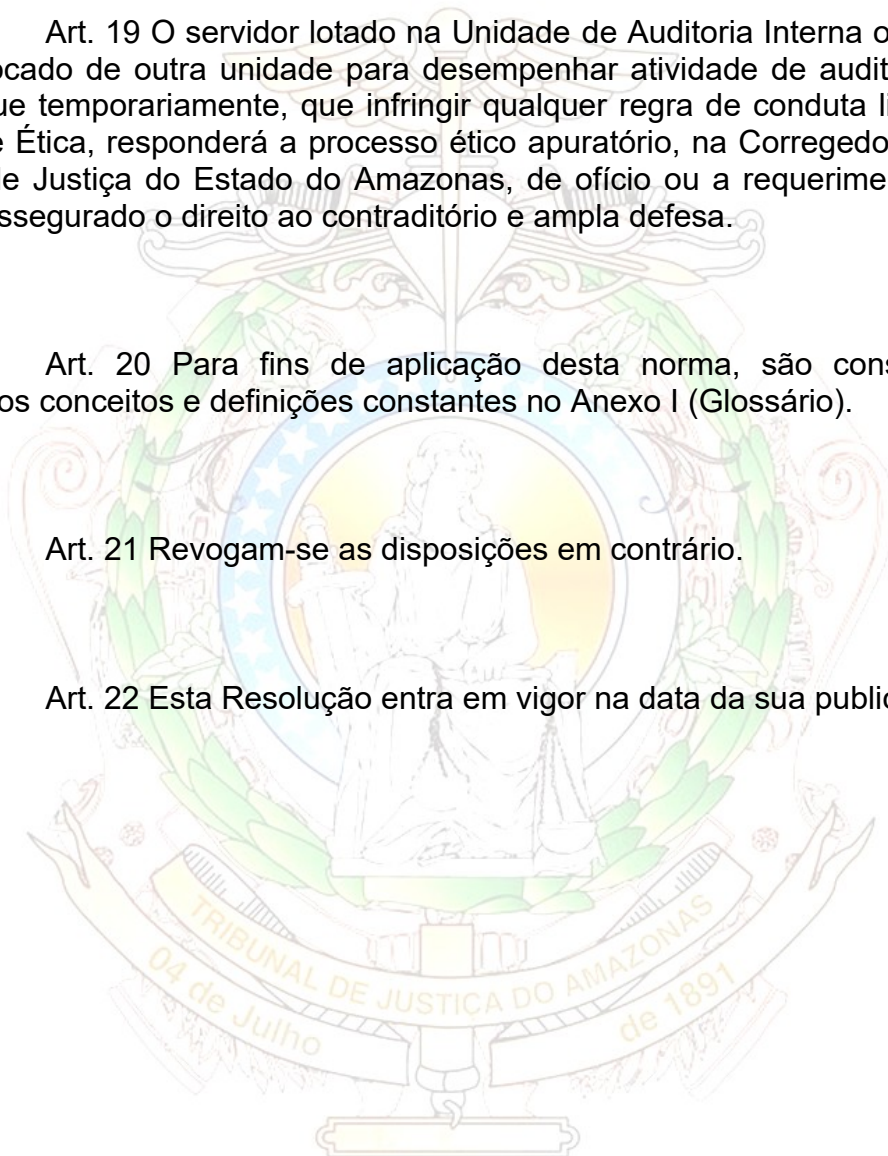 Art. 19 O servidor lotado na Unidade de Auditoria Interna o
ocado de outra unidade para desempenhar atividade de audit
ue temporariamente, que infringir qualquer regra de conduta li
e Ética, responderá a processo ético apuratório, na Corregedo
de Justiça do Estado do Amazonas, de ofício ou a requerime
ssegurado o direito ao contraditório e ampla defesa.
Art. 20 Para fins de aplicação desta norma, são cons
os conceitos e definições constantes no Anexo I (Glossário).
Art. 21 Revogam-se as disposições em contrário.
Art. 22 Esta Resolução entra em vigor na data da sua public
TRIBUNAL DE JUSTIÇA DO AMAZONAS
04 de Julho de 1891